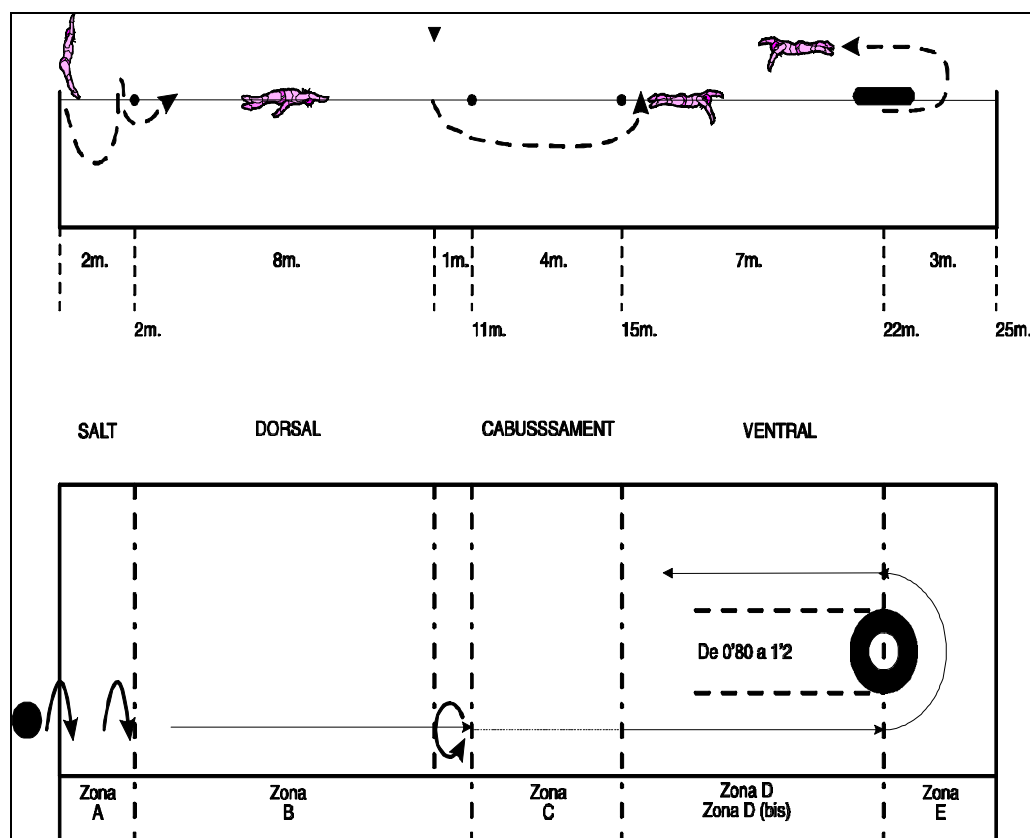 2m. 8m. 1m. 4m. 7m. 3m.
2m. 11m. 15m. 22m. 25m.
SALT DORSAL CABUSSSAMENT VENTRAL
De 0'80 a 1'2
Zona Zona Zona Zona D Zona
A B C Zona D (bis) E